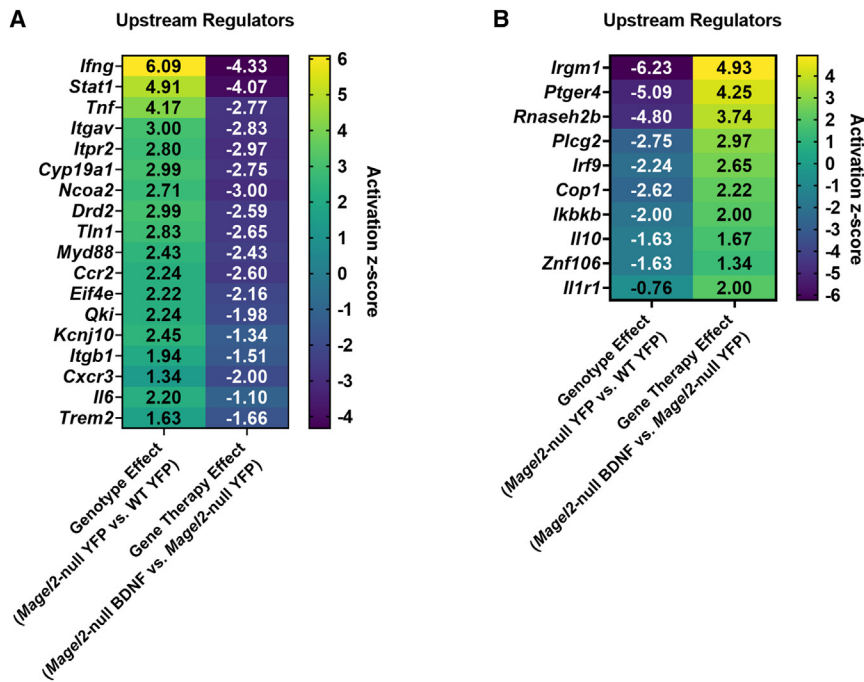 A
Upstream Regulators
Ifng 6.09 -4.33
Stat1 4.91 -4.07
Tnf 4.17 -2.77
Itgav 3.00 -2.83
Itpr2 2.80 -2.97
Cyp19a1 2.99 -2.75
Ncoa2 2.71 -3.00
Drd2 2.99 -2.59
Tln1 2.83 -2.65
Myd88 2.43 -2.43
Ccr2 2.24 -2.60
Eif4e 2.22 -2.16
Qki 2.24 -1.98
Kcnj10 2.45 -1.34
Itgb1 1.94 -1.51
Cxcr3 1.34 -2.00
Il6 2.20 -1.10
Trem2 1.63 -1.66
6
5
4
3
2
1
0
-1
-2
-3
-4
Activation z-score
Genotype Effect
(Magel2-null YFP vs. WT YFP)
Gene Therapy Effect
(Magel2-null BDNF vs. Magel2-null YFP)
B
Upstream Regulators
Irgm1 -6.23 4.93
Ptger4 -5.09 4.25
Rnaseh2b -4.80 3.74
Plcg2 -2.75 2.97
Irf9 -2.24 2.65
Cop1 -2.62 2.22
Ikbkb -2.00 2.00
Il10 -1.63 1.67
Znf106 -1.63 1.34
Il1r1 -0.76 2.00
4
3
2
1
0
-1
-2
-3
-4
-5
-6
Activation z-score
Genotype Effect
(Magel2-null YFP vs. WT YFP)
Gene Therapy Effect
(Magel2-null BDNF vs. Magel2-null YFP)